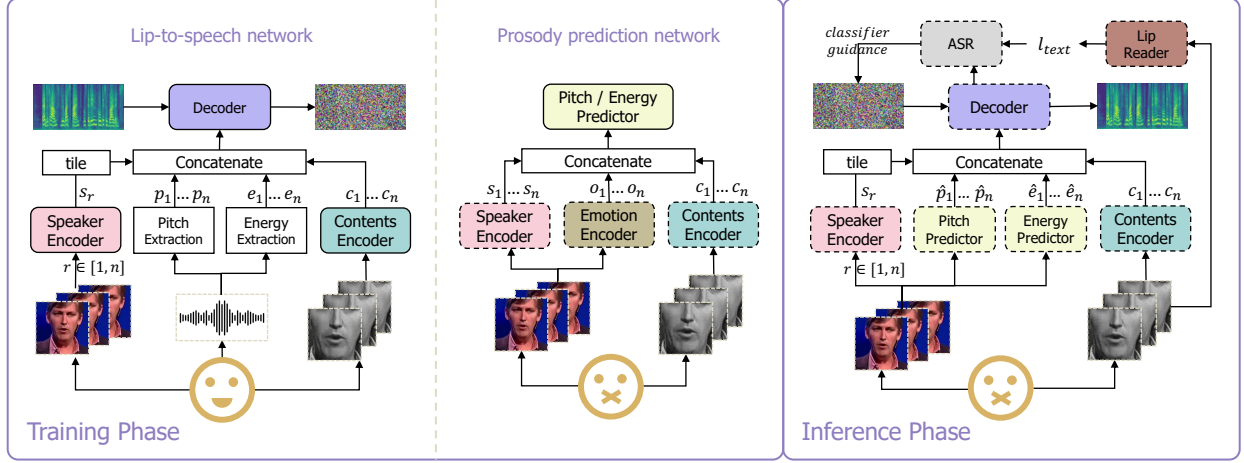 Lip-to-speech network
Decoder
tile
Concatenate
s_r
p_1 … p_n
e_1 … e_n
c_1 … c_n
Speaker
Encoder
Pitch
Extraction
Energy
Extraction
Contents
Encoder
r ∈ [1, n]
Training Phase
Prosody prediction network
Pitch / Energy
Predictor
Concatenate
s_1 … s_n
o_1 … o_n
c_1 … c_n
Speaker
Encoder
Emotion
Encoder
Contents
Encoder
classifier
guidance
ASR
l_text
Lip
Reader
Decoder
tile
Concatenate
s_r
p̂_1 … p̂_n
ê_1 … ê_n
c_1 … c_n
Speaker
Encoder
Pitch
Predictor
Energy
Predictor
Contents
Encoder
r ∈ [1, n]
Inference Phase